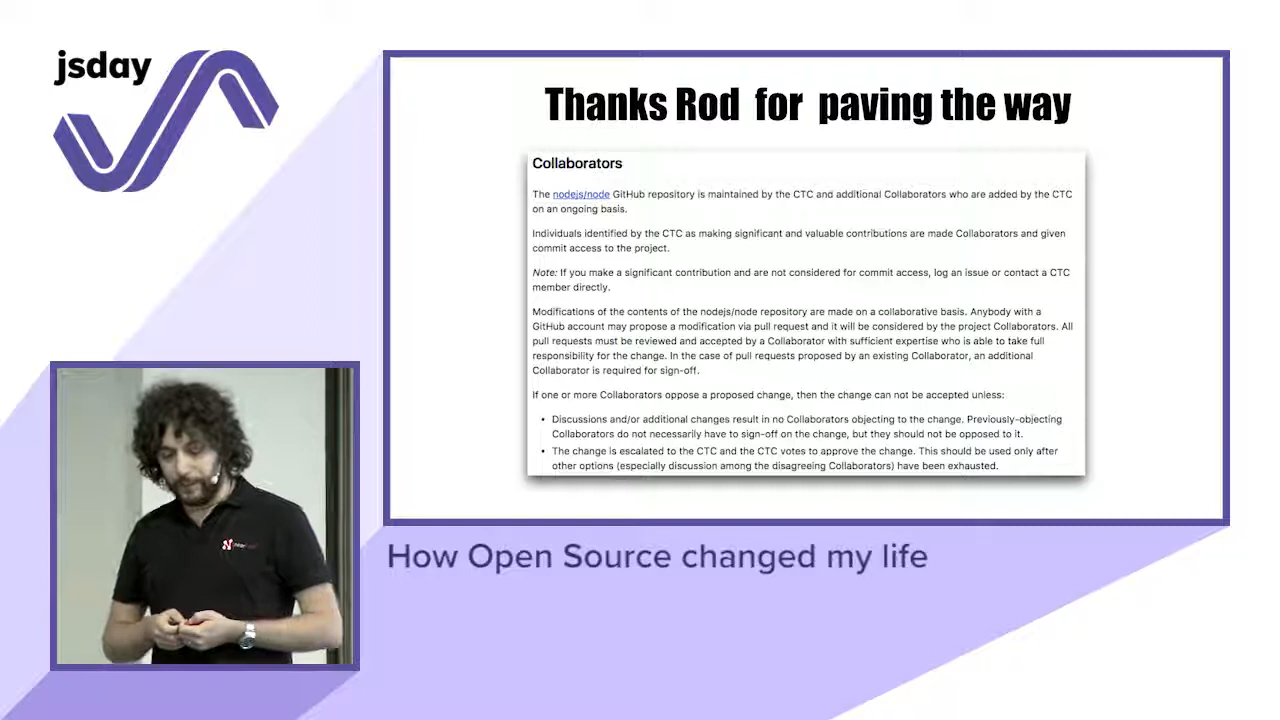 jsday
Thanks Rod for paving the way
Collaborators
The nodejs/node GitHub repository is maintained by the CTC and additional Collaborators who are added by the CTC
on an ongoing basis.
Individuals identified by the CTC as making significant and valuable contributions are made Collaborators and given
commit access to the project.
Note: If you make a significant contribution and are not considered for commit access, log an issue or contact a CTC
member directly.
Modifications of the contents of the nodejs/node repository are made on a collaborative basis. Anybody with a
GitHub account may propose a modification via pull request and it will be considered by the project Collaborators. All
pull requests must be reviewed and accepted by a Collaborator with sufficient expertise who is able to take full
responsibility for the change. In the case of pull requests proposed by an existing Collaborator, an additional
Collaborator is required for sign-off.
If one or more Collaborators oppose a proposed change, then the change can not be accepted unless:
• Discussions and/or additional changes result in no Collaborators objecting to the change. Previously-objecting
Collaborators do not necessarily have to sign-off on the change, but they should not be opposed to it.
• The change is escalated to the CTC and the CTC votes to approve the change. This should be used only after
other options (especially discussion among the disagreeing Collaborators) have been exhausted.
How Open Source changed my life